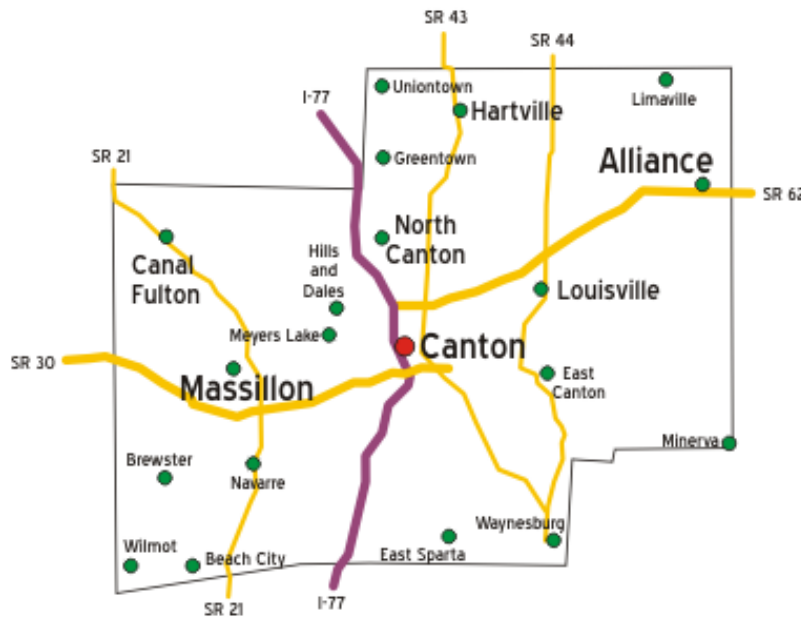 SR 43
SR 44
Uniontown
Limaville
I-77
Hartville
SR 21
Greentown
Alliance
SR 62
North
Canton
Hills
and
Dales
Canal
Fulton
Louisville
Meyers Lake
Canton
SR 30
Massillon
East
Canton
Minerva
Brewster
Navarre
Waynesburg
Wilmot
Beach City
East Sparta
SR 21
I-77